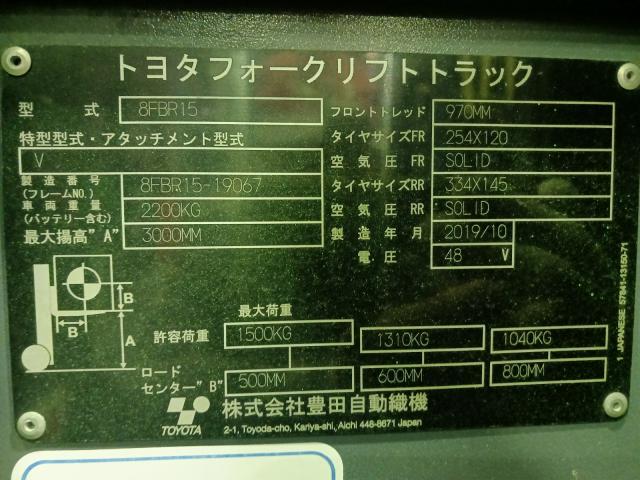 トヨタフォークリフトトラック
型式 8FBR15
フロントトレッド 970MM
特型型式・アタッチメント型式
V
タイヤサイズFR 254X120
空気圧 FR SOLID
製造番号
(フレームNO.) 8FBR15-19067
タイヤサイズRR 334X145
車両重量
(バッテリー含む) 2200KG
空気圧 RR SOLID
最大揚高"A" 3000MM
製造年月 2019/10
電圧 48 V
B
B
A
最大荷重
許容荷重 1500KG 1310KG 1040KG
ロード
センター"B" 500MM 600MM 800MM
TOYOTA
株式会社豊田自動織機
2-1, Toyoda-cho, Kariya-shi, Aichi 448-8671 Japan
1 JAPANESE 57841-13150-71